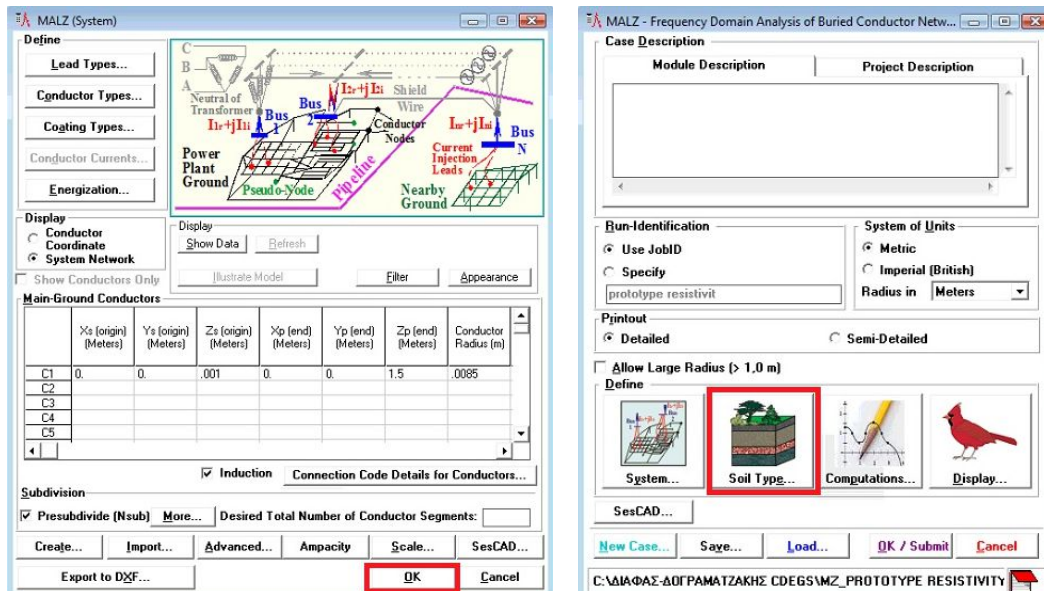 MALZ (System)
Define
Lead Types...
Conductor Types...
Coating Types...
Conductor Currents...
Energization...
C
B
A
Neutral of
Transformer
I1r+jI1i
Bus
1
Bus
2
I2r+jI2i
Shield
Wire
Conductor
Nodes
Inr+jIni
Bus
N
Current
Injection
Leads
Power
Plant
Ground
Pseudo-Node
Pipeline
Nearby
Ground
Display
Conductor
Coordinate
System Network
Show Conductors Only
Display
Show Data
Refresh
Illustrate Model
Filter
Appearance
Main-Ground Conductors
Xs (origin) (Meters) Ys (origin) (Meters) Zs (origin) (Meters) Xp (end) (Meters) Yp (end) (Meters) Zp (end) (Meters) Conductor Radius (m)
C1 0. 0. .001 0. 0. 1.5 .0085
C2
C3
C4
C5
Induction
Connection Code Details for Conductors...
Subdivision
Presubdivide (Nsub) More... Desired Total Number of Conductor Segments:
Create... Import... Advanced... Ampacity Scale... SesCAD...
Export to DXF... OK Cancel
MALZ - Frequency Domain Analysis of Buried Conductor Netw...
Case Description
Module Description
Project Description
Run-Identification
Use JobID
Specify
prototype resistivit
System of Units
Metric
Imperial (British)
Radius in Meters
Printout
Detailed
Semi-Detailed
Allow Large Radius (> 1,0 m)
Define
System... Soil Type... Computations... Display...
SesCAD...
New Case... Save... Load... OK / Submit Cancel
C:\ΔΙΑΦΑΣ-ΔΟΓΡΑΜΑΤΖΑΚΗΣ CDEGS\MZ_PROTOTYPE RESISTIVITY